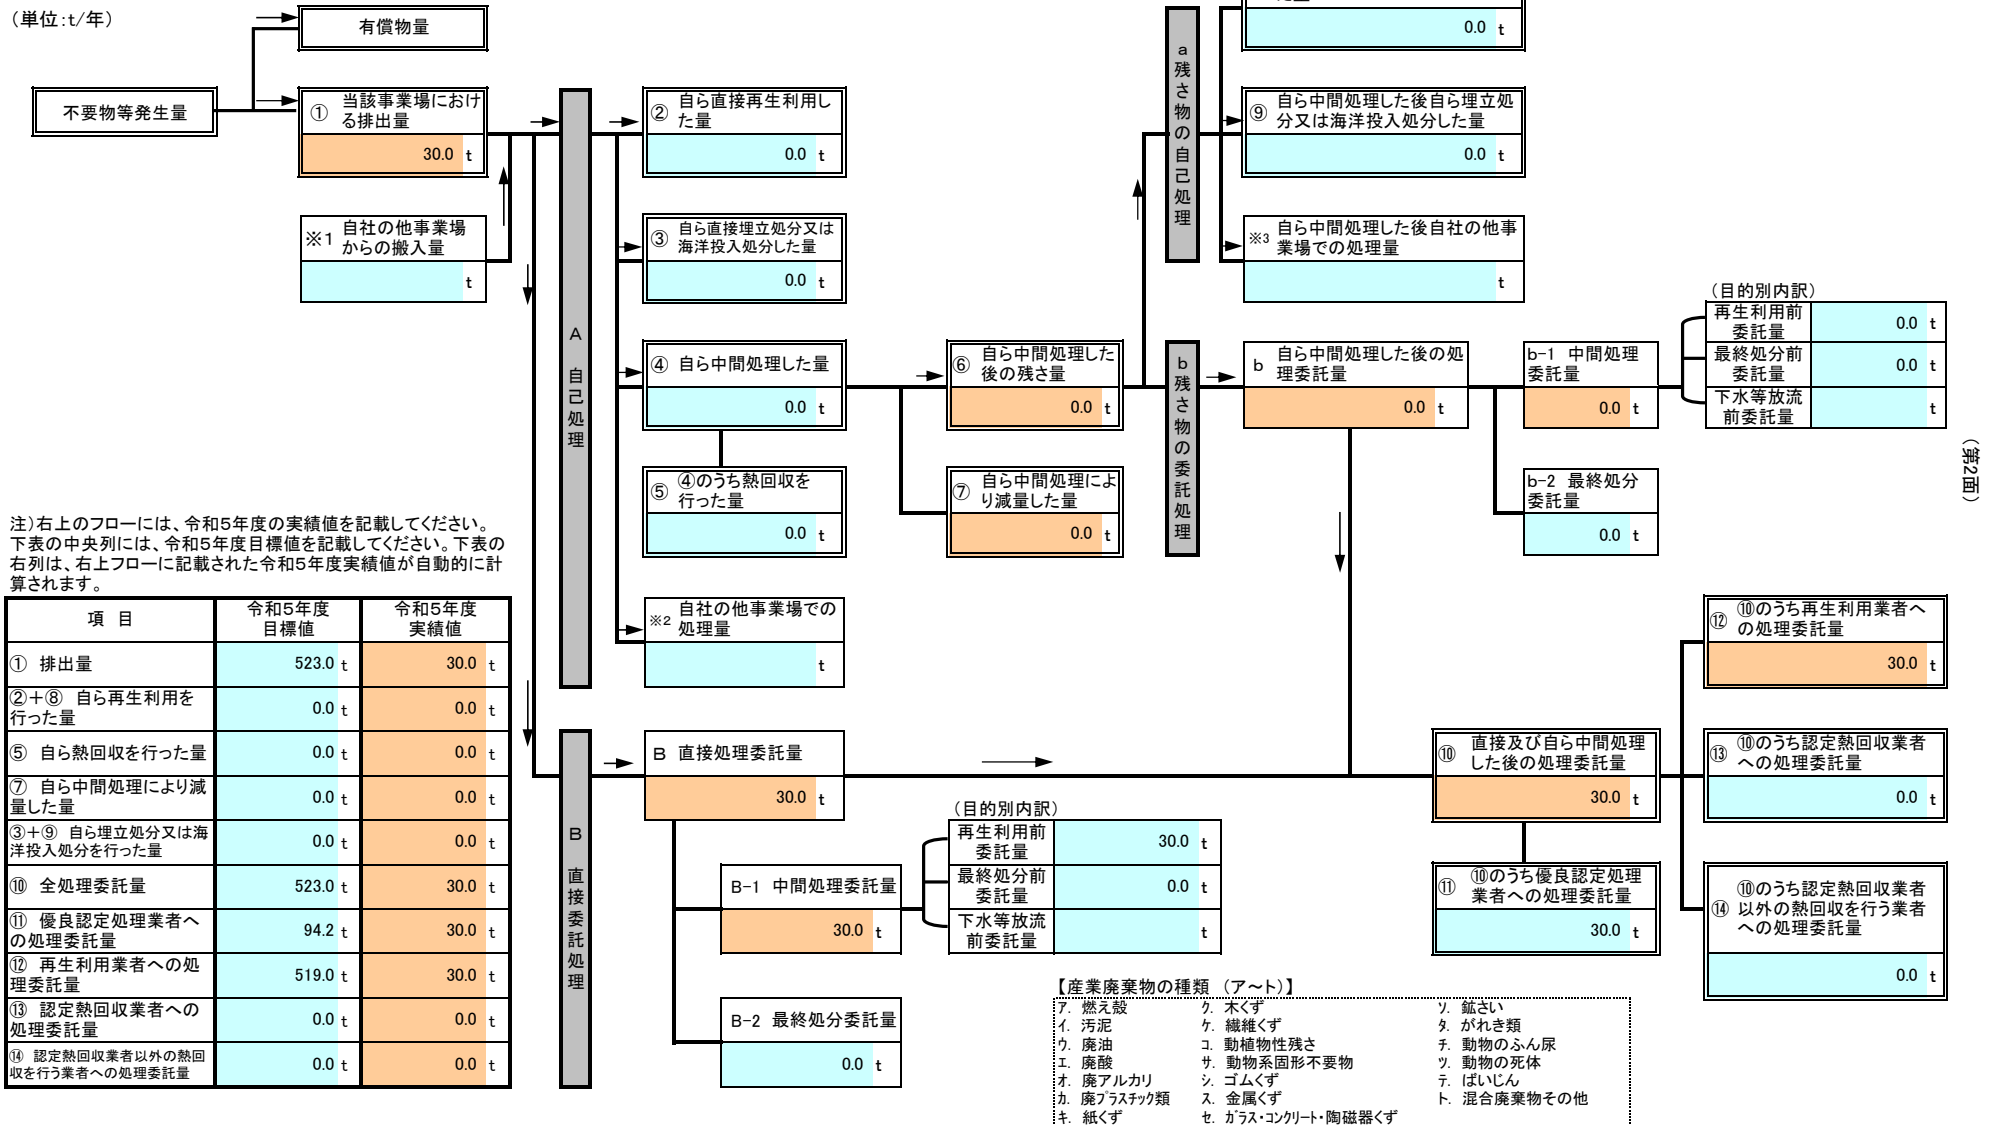 (単位:t/年)
有償物量
不要物等発生量
① 当該事業場におけ
る排出量
30.0 t
※1 自社の他事業場
からの搬入量
t
A 自己処理
② 自ら直接再生利用し
た量
0.0 t
③ 自ら直接埋立処分又は
海洋投入処分した量
0.0 t
④ 自ら中間処理した量
0.0 t
⑤ ④のうち熱回収を
行った量
0.0 t
※2 自社の他事業場での
処理量
t
⑥ 自ら中間処理した
後の残さ量
0.0 t
⑦ 自ら中間処理によ
り減量した量
0.0 t
a残さ物の自己処理
0.0 t
⑨ 自ら中間処理した後自ら埋立処
分又は海洋投入処分した量
0.0 t
※3 自ら中間処理した後自社の他事
業場での処理量
t
b残さ物の委託処理
b 自ら中間処理した後の処
理委託量
0.0 t
b-1 中間処理
委託量
0.0 t
b-2 最終処分
委託量
0.0 t
(目的別内訳)
再生利用前
委託量
0.0 t
最終処分前
委託量
0.0 t
下水等放流
前委託量
t
(第2面)
注)右上のフローには、令和5年度の実績値を記載してください。
下表の中央列には、令和5年度目標値を記載してください。下表の
右列は、右上フローに記載された令和5年度実績値が自動的に計
算されます。
項 目 令和5年度
目標値 令和5年度
実績値
① 排出量 523.0 t 30.0 t
②+⑧ 自ら再生利用を
行った量 0.0 t 0.0 t
⑤ 自ら熱回収を行った量 0.0 t 0.0 t
⑦ 自ら中間処理により減
量した量 0.0 t 0.0 t
③+⑨ 自ら埋立処分又は海
洋投入処分を行った量 0.0 t 0.0 t
⑩ 全処理委託量 523.0 t 30.0 t
⑪ 優良認定処理業者へ
の処理委託量 94.2 t 30.0 t
⑫ 再生利用業者への処
理委託量 519.0 t 30.0 t
⑬ 認定熱回収業者への
処理委託量 0.0 t 0.0 t
⑭ 認定熱回収業者以外の熱回
収を行う業者への処理委託量 0.0 t 0.0 t
B 直接委託処理
B 直接処理委託量
30.0 t
B-1 中間処理委託量
30.0 t
B-2 最終処分委託量
0.0 t
(目的別内訳)
再生利用前
委託量
30.0 t
最終処分前
委託量
0.0 t
下水等放流
前委託量
t
⑩ 直接及び自ら中間処理
した後の処理委託量
30.0 t
⑪ ⑩のうち優良認定処理
業者への処理委託量
30.0 t
⑫ ⑩のうち再生利用業者へ
の処理委託量
30.0 t
⑬ ⑩のうち認定熱回収業者
への処理委託量
0.0 t
⑭ ⑩のうち認定熱回収業者
以外の熱回収を行う業者
への処理委託量
0.0 t
【産業廃棄物の種類 (ア~ト)】
ア. 燃え殻 ク. 木くず ソ. 鉱さい
イ. 汚泥 ケ. 繊維くず タ. がれき類
ウ. 廃油 コ. 動植物性残さ チ. 動物のふん尿
エ. 廃酸 サ. 動物系固形不要物 ツ. 動物の死体
オ. 廃アルカリ シ. ゴムくず テ. ばいじん
カ. 廃プラスチック類 ス. 金属くず ト. 混合廃棄物その他
キ. 紙くず セ. ガラス・コンクリート・陶磁器くず